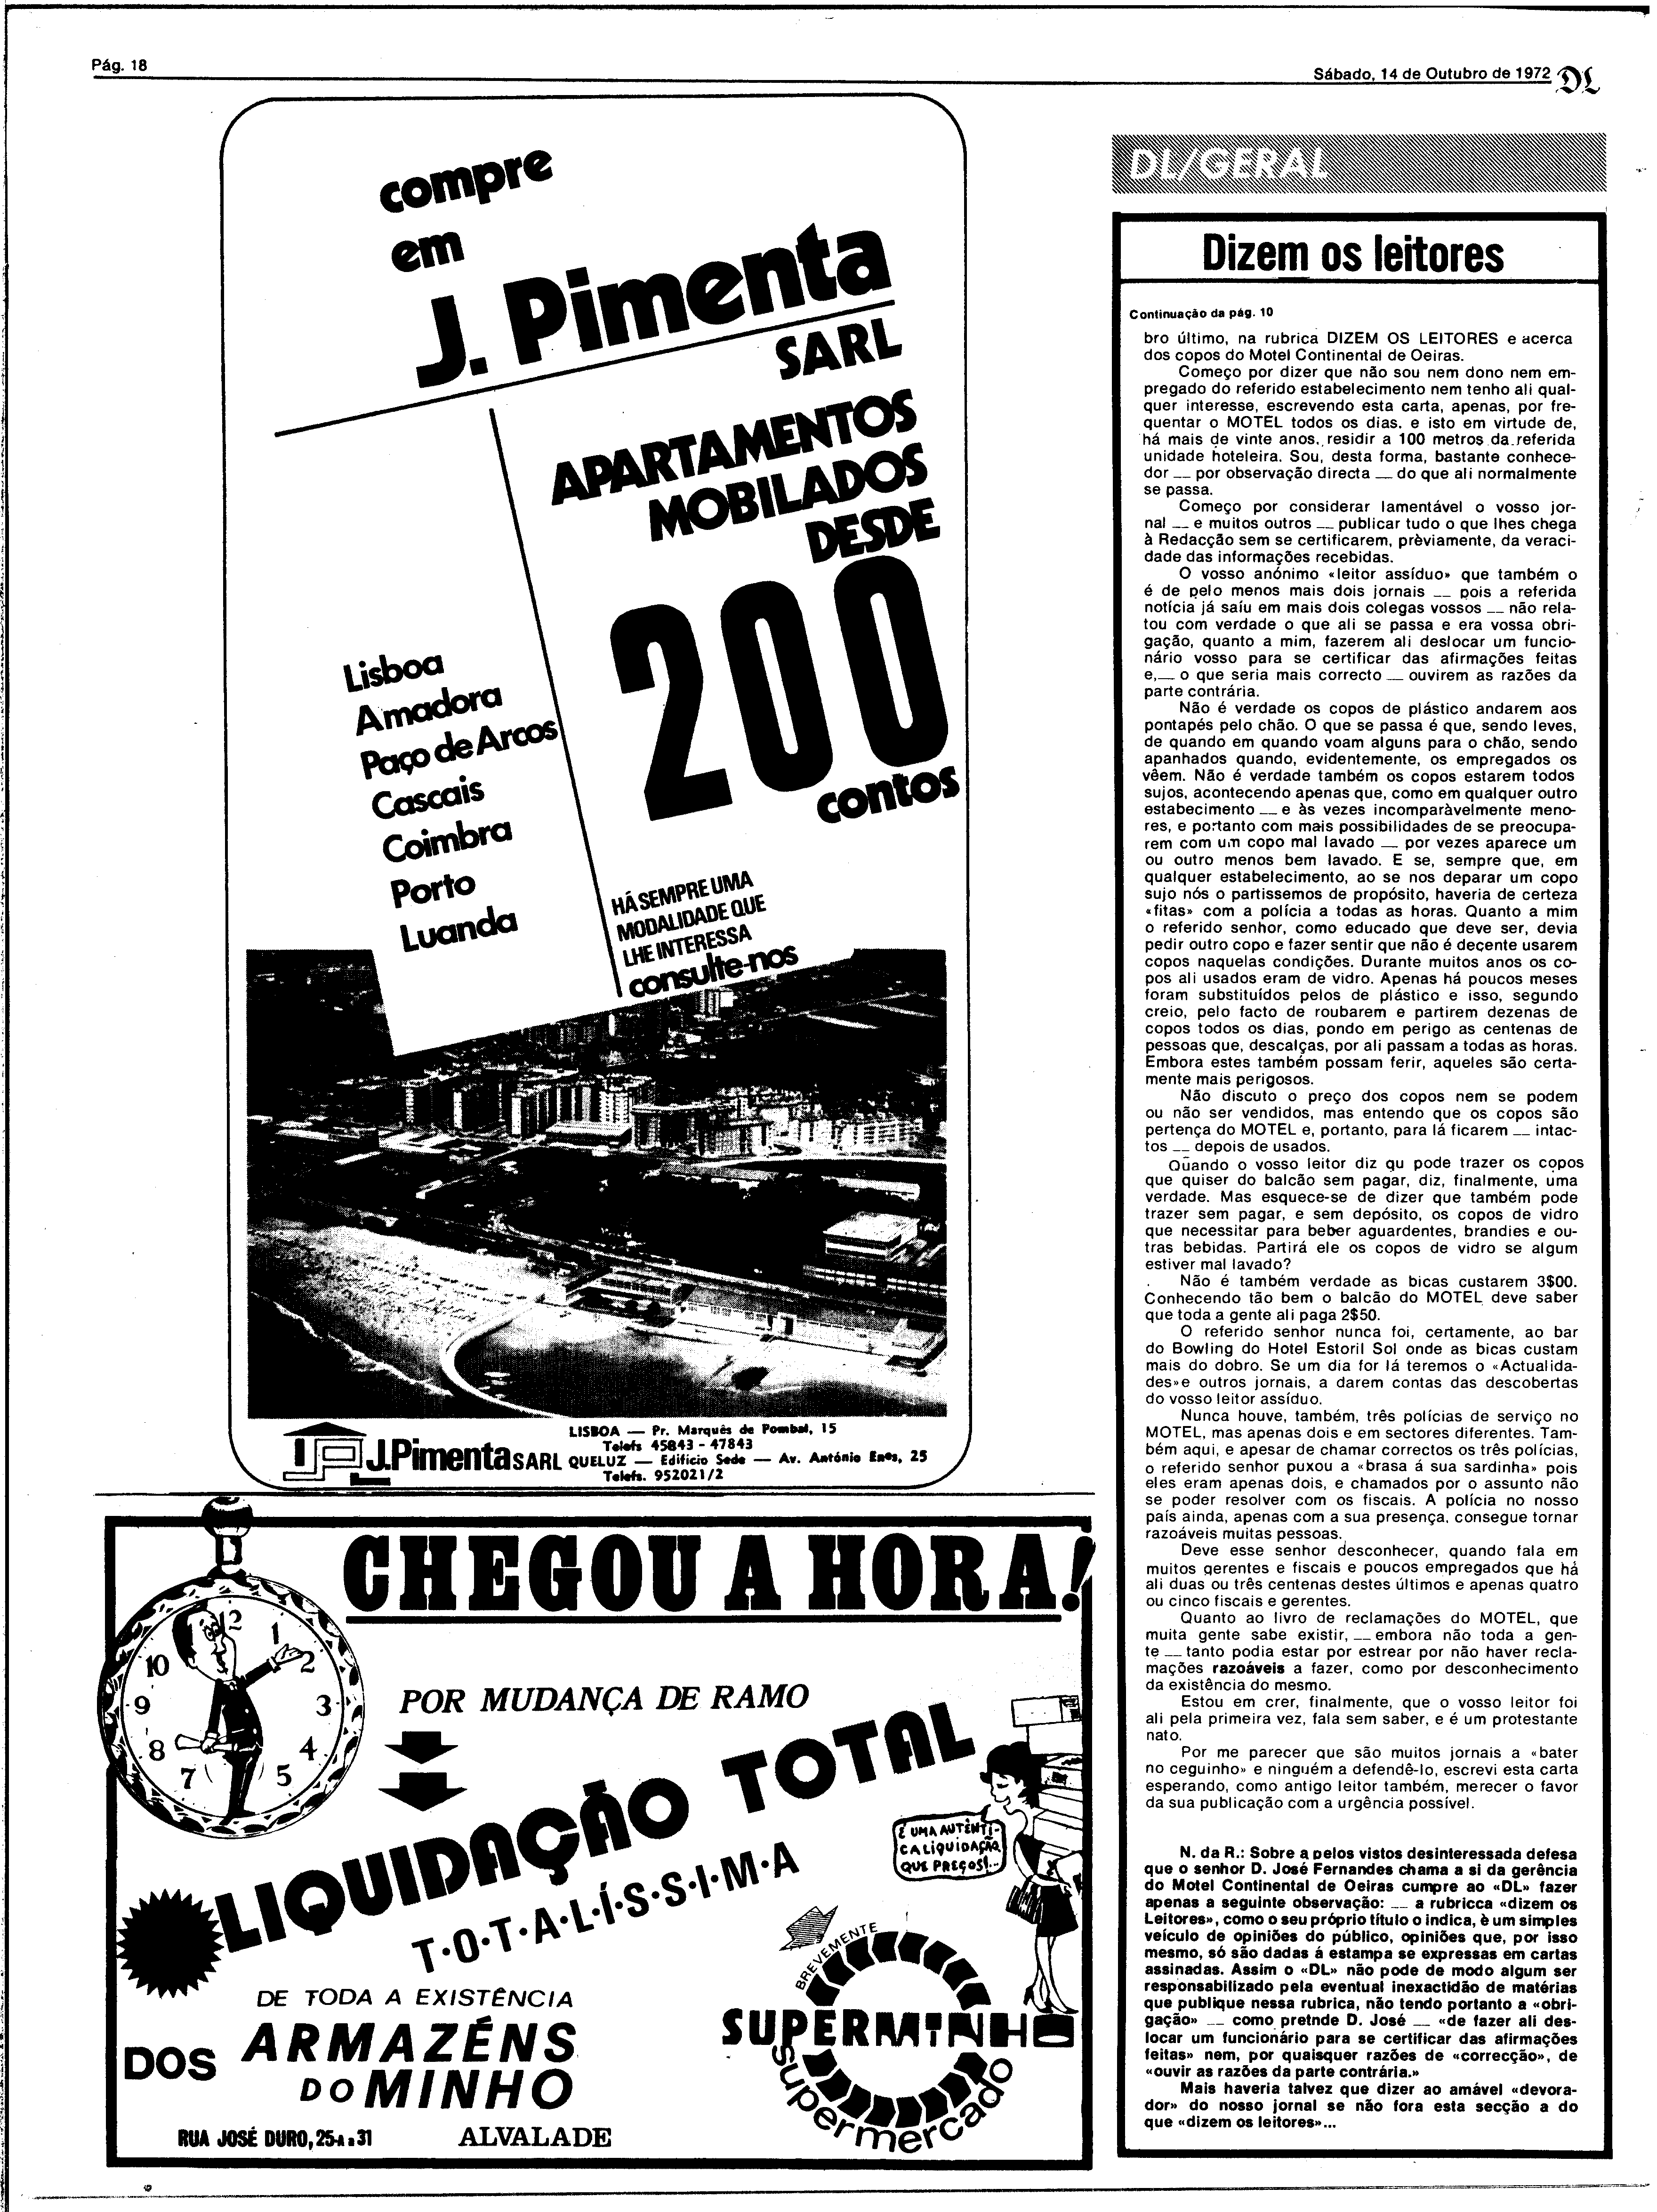 Pág. 18
Sábado, 14 de Outubro de 1972 DL
compre
em
J. Pimenta
SARL
APARTAMENTOS
MOBILADOS
DESDE
200
contos
Lisboa
Amadora
Paço de Arcos
Cascais
Coimbra
Porto
Luanda
HÁ SEMPRE UMA
MODALIDADE QUE
LHE INTERESSA
consulte-nos
J.Pimenta SARL
LISBOA — Pr. Marquês de Pombal, 15
Telefs 45843 - 47843
QUELUZ — Edifício Sede — Av. António Enes, 25
Telefs. 952021/2
CHEGOU A HORA!
12
1
2
3
4
5
7
8
9
10
POR MUDANÇA DE RAMO
LIQUIDAÇÃO TOTAL
T·O·T·A·L·Í·S·S·I·M·A
É UMA AUTÊNTI-
CA LIQUIDAÇÃO,
QUE PREÇOS!...
DE TODA A EXISTÊNCIA
DOS ARMAZÉNS
DO MINHO
RUA JOSÉ DURO, 25-A a 31 ALVALADE
BREVEMENTE
SUPERMINHO
supermercado
DL/GERAL
Dizem os leitores
Continuação da pág. 10
bro último, na rubrica DIZEM OS LEITORES e acerca
dos copos do Motel Continental de Oeiras.
Começo por dizer que não sou nem dono nem em-
pregado do referido estabelecimento nem tenho ali qual-
quer interesse, escrevendo esta carta, apenas, por fre-
quentar o MOTEL todos os dias. e isto em virtude de,
há mais de vinte anos, residir a 100 metros da referida
unidade hoteleira. Sou, desta forma, bastante conhece-
dor — por observação directa — do que ali normalmente
se passa.
Começo por considerar lamentável o vosso jor-
nal — e muitos outros — publicar tudo o que lhes chega
à Redacção sem se certificarem, prèviamente, da veraci-
dade das informações recebidas.
O vosso anónimo «leitor assíduo» que também o
é de pelo menos mais dois jornais — pois a referida
notícia já saíu em mais dois colegas vossos — não rela-
tou com verdade o que ali se passa e era vossa obri-
gação, quanto a mim, fazerem ali deslocar um funcio-
nário vosso para se certificar das afirmações feitas
e,— o que seria mais correcto — ouvirem as razões da
parte contrária.
Não é verdade os copos de plástico andarem aos
pontapés pelo chão. O que se passa é que, sendo leves,
de quando em quando voam alguns para o chão, sendo
apanhados quando, evidentemente, os empregados os
vêem. Não é verdade também os copos estarem todos
sujos, acontecendo apenas que, como em qualquer outro
estabecimento — e às vezes incomparàvelmente meno-
res, e portanto com mais possibilidades de se preocupa-
rem com um copo mal lavado — por vezes aparece um
ou outro menos bem lavado. E se, sempre que, em
qualquer estabelecimento, ao se nos deparar um copo
sujo nós o partissemos de propósito, haveria de certeza
«fitas» com a polícia a todas as horas. Quanto a mim
o referido senhor, como educado que deve ser, devia
pedir outro copo e fazer sentir que não é decente usarem
copos naquelas condições. Durante muitos anos os co-
pos ali usados eram de vidro. Apenas há poucos meses
foram substituídos pelos de plástico e isso, segundo
creio, pelo facto de roubarem e partirem dezenas de
copos todos os dias, pondo em perigo as centenas de
pessoas que, descalças, por ali passam a todas as horas.
Embora estes também possam ferir, aqueles são certa-
mente mais perigosos.
Não discuto o preço dos copos nem se podem
ou não ser vendidos, mas entendo que os copos são
pertença do MOTEL e, portanto, para lá ficarem — intac-
tos — depois de usados.
Quando o vosso leitor diz qu pode trazer os copos
que quiser do balcão sem pagar, diz, finalmente, uma
verdade. Mas esquece-se de dizer que também pode
trazer sem pagar, e sem depósito, os copos de vidro
que necessitar para beber aguardentes, brandies e ou-
tras bebidas. Partirá ele os copos de vidro se algum
estiver mal lavado?
Não é também verdade as bicas custarem 3$00.
Conhecendo tão bem o balcão do MOTEL deve saber
que toda a gente ali paga 2$50.
O referido senhor nunca foi, certamente, ao bar
do Bowling do Hotel Estoril Sol onde as bicas custam
mais do dobro. Se um dia for lá teremos o «Actualida-
des»e outros jornais, a darem contas das descobertas
do vosso leitor assíduo.
Nunca houve, também, três polícias de serviço no
MOTEL, mas apenas dois e em sectores diferentes. Tam-
bém aqui, e apesar de chamar correctos os três polícias,
o referido senhor puxou a «brasa á sua sardinha» pois
eles eram apenas dois, e chamados por o assunto não
se poder resolver com os fiscais. A polícia no nosso
país ainda, apenas com a sua presença, consegue tornar
razoáveis muitas pessoas.
Deve esse senhor desconhecer, quando fala em
muitos gerentes e fiscais e poucos empregados que há
ali duas ou três centenas destes últimos e apenas quatro
ou cinco fiscais e gerentes.
Quanto ao livro de reclamações do MOTEL, que
muita gente sabe existir, — embora não toda a gen-
te — tanto podia estar por estrear por não haver recla-
mações razoáveis a fazer, como por desconhecimento
da existência do mesmo.
Estou em crer, finalmente, que o vosso leitor foi
ali pela primeira vez, fala sem saber, e é um protestante
nato.
Por me parecer que são muitos jornais a «bater
no ceguinho» e ninguém a defendê-lo, escrevi esta carta
esperando, como antigo leitor também, merecer o favor
da sua publicação com a urgência possível.
N. da R.: Sobre a pelos vistos desinteressada defesa
que o senhor D. José Fernandes chama a si da gerência
do Motel Continental de Oeiras cumpre ao «DL» fazer
apenas a seguinte observação: — a rubricca «dizem os
Leitores», como o seu próprio título o indica, è um simples
veículo de opiniões do público, opiniões que, por isso
mesmo, só são dadas á estampa se expressas em cartas
assinadas. Assim o «DL» não pode de modo algum ser
responsabilizado pela eventual inexactidão de matérias
que publique nessa rubrica, não tendo portanto a «obri-
gação» — como pretnde D. José — «de fazer ali des-
locar um funcionário para se certificar das afirmações
feitas» nem, por quaisquer razões de «correcção», de
«ouvir as razões da parte contrária.»
Mais haveria talvez que dizer ao amável «devora-
dor» do nosso jornal se não fora esta secção a do
que «dizem os leitores»...